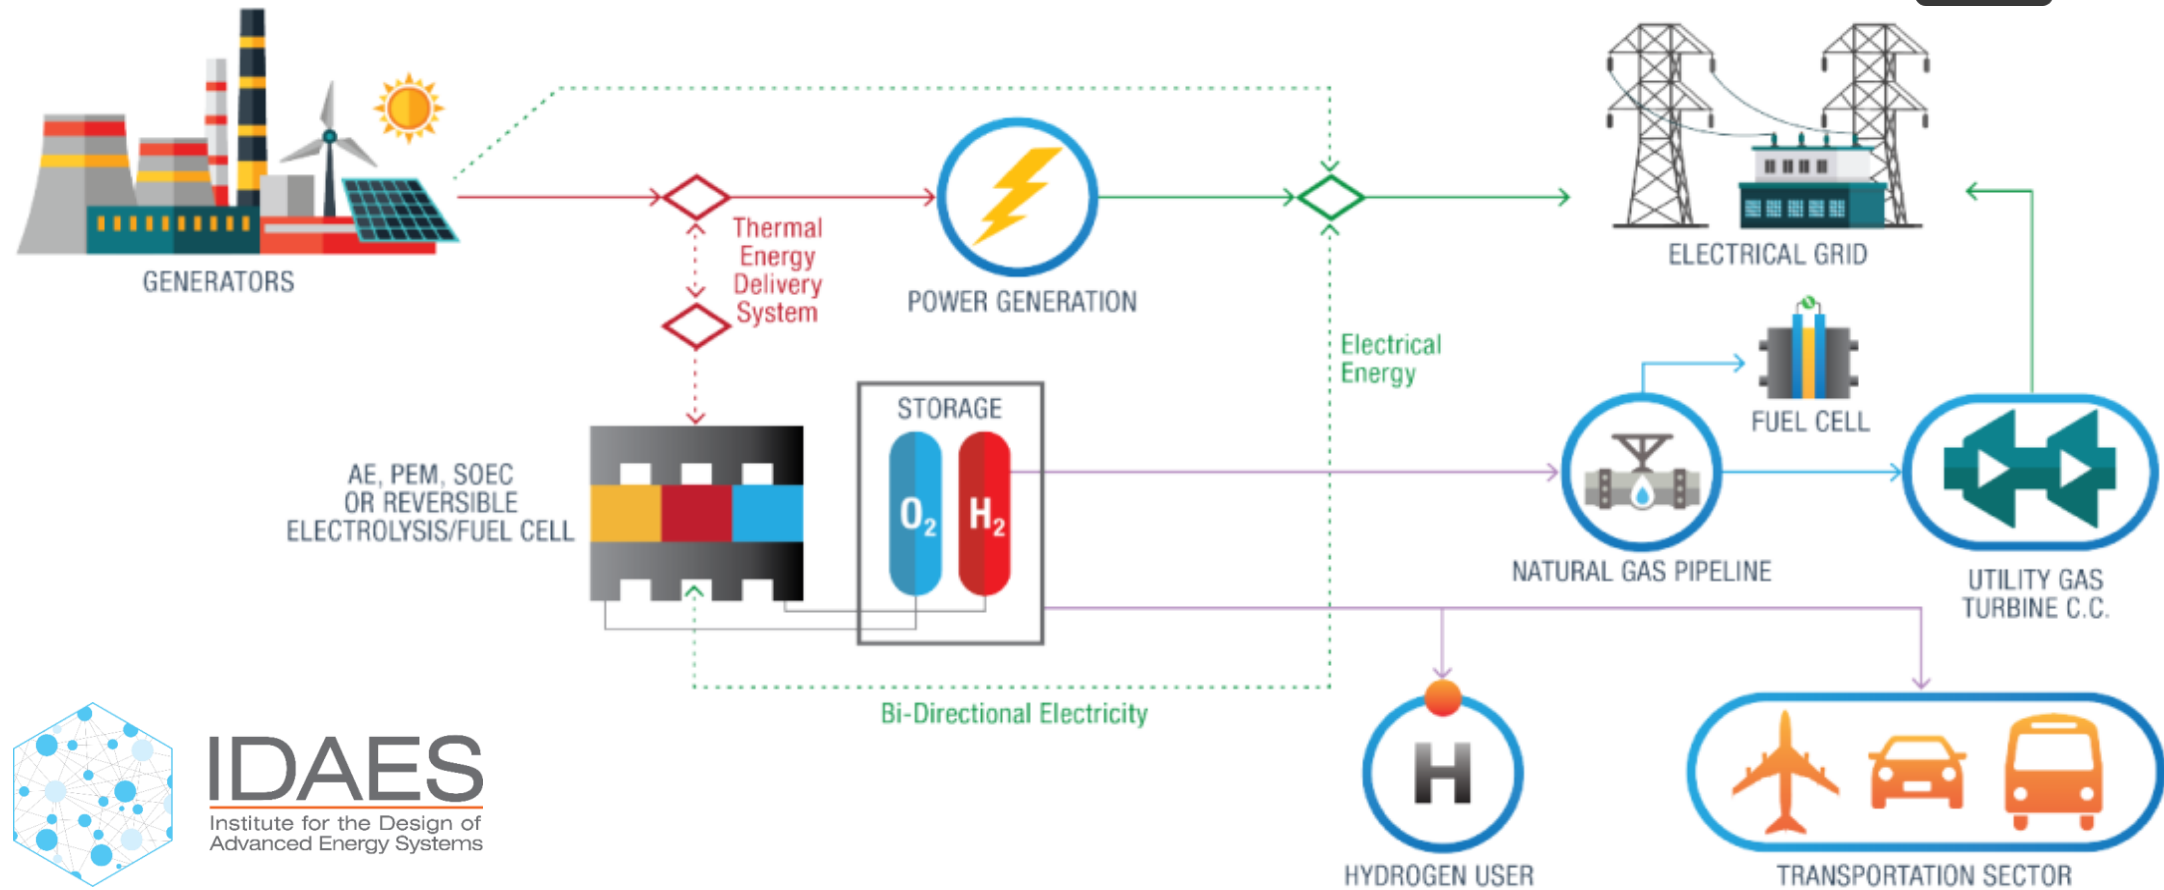 GENERATORS
Thermal
Energy
Delivery
System
POWER GENERATION
ELECTRICAL GRID
Electrical
Energy
FUEL CELL
STORAGE
O₂
H₂
AE, PEM, SOEC
OR REVERSIBLE
ELECTROLYSIS/FUEL CELL
NATURAL GAS PIPELINE
UTILITY GAS
TURBINE C.C.
Bi-Directional Electricity
H
HYDROGEN USER
TRANSPORTATION SECTOR
IDAES
Institute for the Design of
Advanced Energy Systems